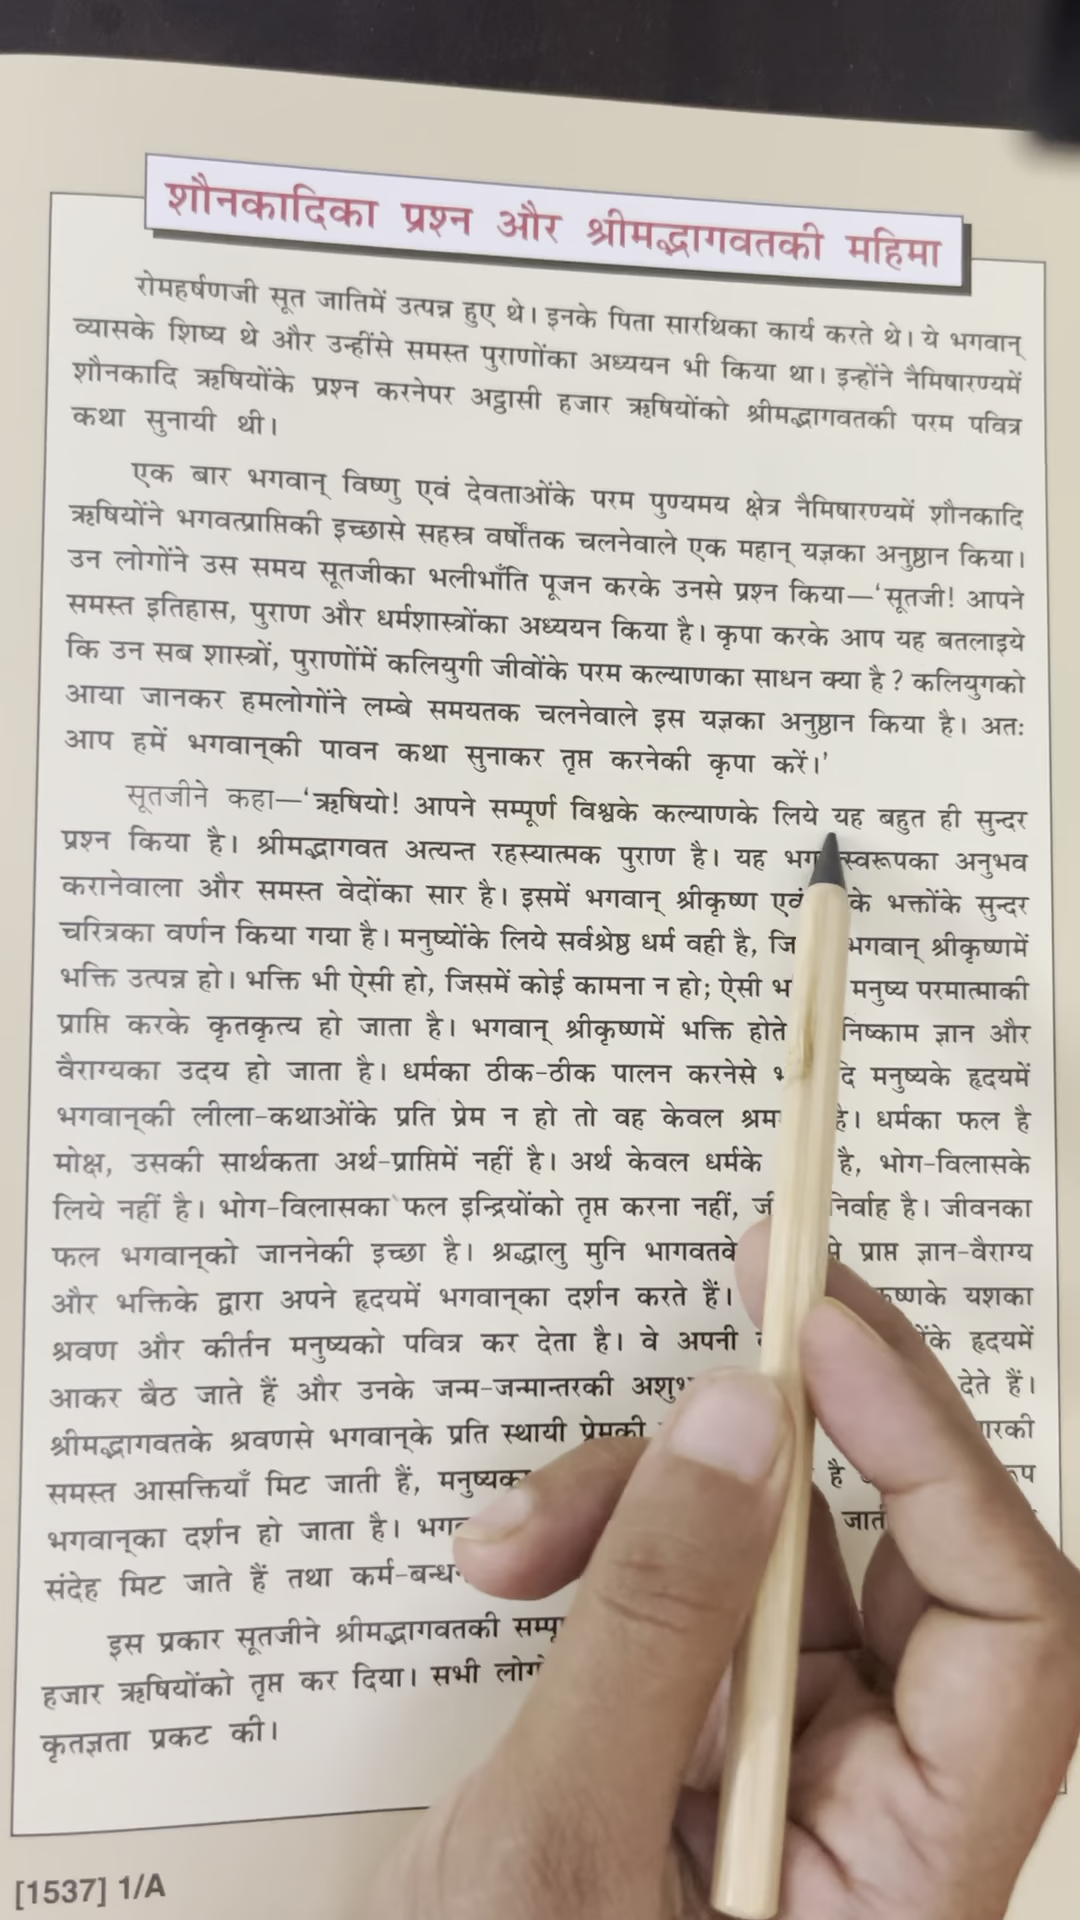 शौनकादिका प्रश्न और श्रीमद्भागवतकी महिमा
रोमहर्षणजी सूत जातिमें उत्पन्न हुए थे। इनके पिता सारथिका कार्य करते थे। ये भगवान्
व्यासके शिष्य थे और उन्हींसे समस्त पुराणोंका अध्ययन भी किया था। इन्होंने नैमिषारण्यमें
शौनकादि ऋषियोंके प्रश्न करनेपर अट्ठासी हजार ऋषियोंको श्रीमद्भागवतकी परम पवित्र
कथा सुनायी थी।
एक बार भगवान् विष्णु एवं देवताओंके परम पुण्यमय क्षेत्र नैमिषारण्यमें शौनकादि
ऋषियोंने भगवत्प्राप्तिकी इच्छासे सहस्त्र वर्षोंतक चलनेवाले एक महान् यज्ञका अनुष्ठान किया।
उन लोगोंने उस समय सूतजीका भलीभाँति पूजन करके उनसे प्रश्न किया—‘सूतजी! आपने
समस्त इतिहास, पुराण और धर्मशास्त्रोंका अध्ययन किया है। कृपा करके आप यह बतलाइये
कि उन सब शास्त्रों, पुराणोंमें कलियुगी जीवोंके परम कल्याणका साधन क्या है? कलियुगको
आया जानकर हमलोगोंने लम्बे समयतक चलनेवाले इस यज्ञका अनुष्ठान किया है। अतः
आप हमें भगवान्‌की पावन कथा सुनाकर तृप्त करनेकी कृपा करें।’
सूतजीने कहा—‘ऋषियो! आपने सम्पूर्ण विश्वके कल्याणके लिये यह बहुत ही सुन्दर
प्रश्न किया है। श्रीमद्भागवत अत्यन्त रहस्यात्मक पुराण है। यह अनुभव
करानेवाला और समस्त वेदोंका सार है। इसमें भगवान् श्रीकृष्ण एवं भक्तोंके सुन्दर
चरित्रका वर्णन किया गया है। मनुष्योंके लिये सर्वश्रेष्ठ धर्म वही है, भगवान् श्रीकृष्णमें
भक्ति उत्पन्न हो। भक्ति भी ऐसी हो, जिसमें कोई कामना न हो; ऐसी मनुष्य परमात्माकी
प्राप्ति करके कृतकृत्य हो जाता है। भगवान् श्रीकृष्णमें भक्ति होते निष्काम ज्ञान और
वैराग्यका उदय हो जाता है। धर्मका ठीक-ठीक पालन करनेसे मनुष्यके हृदयमें
भगवान्‌की लीला-कथाओंके प्रति प्रेम न हो तो वह केवल है। धर्मका फल है
मोक्ष, उसकी सार्थकता अर्थ-प्राप्तिमें नहीं है। अर्थ केवल धर्मके है, भोग-विलासके
लिये नहीं है। भोग-विलासका फल इन्द्रियोंको तृप्त करना नहीं, निर्वाह है। जीवनका
फल भगवान्‌को जाननेकी इच्छा है। श्रद्धालु मुनि प्राप्त ज्ञान-वैराग्य
और भक्तिके द्वारा अपने हृदयमें भगवान्‌का दर्शन करते हैं। यशका
श्रवण और कीर्तन मनुष्यको पवित्र कर देता है। वे अपनी हृदयमें
आकर बैठ जाते हैं और उनके जन्म-जन्मान्तरकी देते हैं।
श्रीमद्भागवतके श्रवणसे भगवान्‌के प्रति स्थायी प्रेमकी
समस्त आसक्तियाँ मिट जाती हैं, है
भगवान्‌का दर्शन हो जाता है।
संदेह मिट जाते हैं तथा
इस प्रकार सूतजीने श्रीमद्भागवतकी
हजार ऋषियोंको तृप्त कर दिया। सभी
कृतज्ञता प्रकट की।
[1537] 1/A